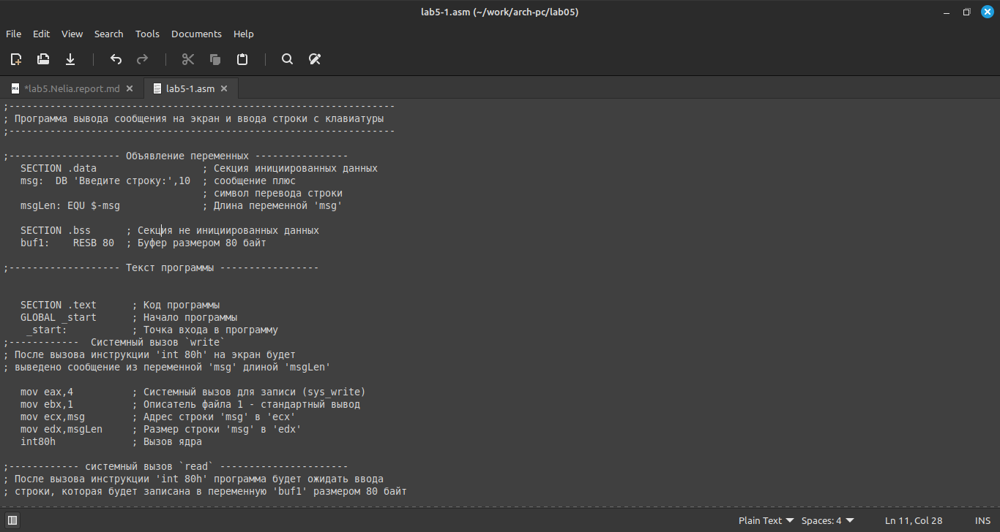 lab5-1.asm (~/work/arch-pc/lab05)
File Edit View Search Tools Documents Help
*lab5.Nelia.report.md lab5-1.asm
;------------------------------------------------------------------
; Программа вывода сообщения на экран и ввода строки с клавиатуры
;------------------------------------------------------------------
;------------------- Объявление переменных ----------------
SECTION .data ; Секция инициированных данных
msg: DB 'Введите строку:',10 ; сообщение плюс
; символ перевода строки
msgLen: EQU $-msg ; Длина переменной 'msg'
SECTION .bss ; Секция не инициированных данных
buf1: RESB 80 ; Буфер размером 80 байт
;------------------- Текст программы -----------------
SECTION .text ; Код программы
GLOBAL _start ; Начало программы
_start: ; Точка входа в программу
;------------ Системный вызов `write`
; После вызова инструкции 'int 80h' на экран будет
; выведено сообщение из переменной 'msg' длиной 'msgLen'
mov eax,4 ; Системный вызов для записи (sys_write)
mov ebx,1 ; Описатель файла 1 - стандартный вывод
mov ecx,msg ; Адрес строки 'msg' в 'ecx'
mov edx,msgLen ; Размер строки 'msg' в 'edx'
int80h ; Вызов ядра
;------------ системный вызов `read` ----------------------
; После вызова инструкции 'int 80h' программа будет ожидать ввода
; строки, которая будет записана в переменную 'buf1' размером 80 байт
Plain Text Spaces: 4 Ln 11, Col 28 INS